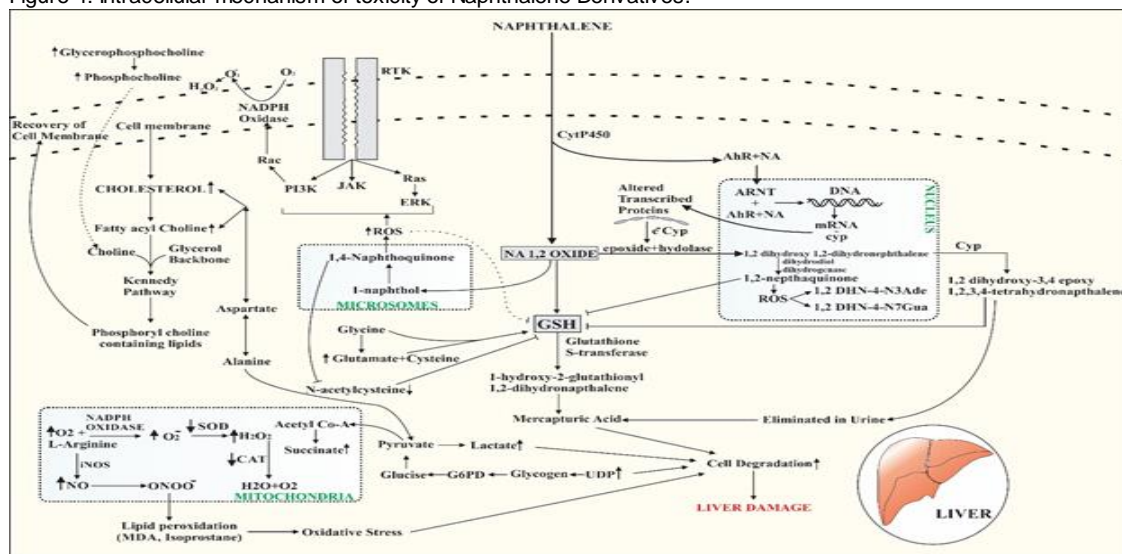 Figure 4. Intracellular mechanism of toxicity of Naphthalene Derivatives.
NAPHTHALENE
Glycerophosphocholine
Phosphocholine
H2O2
O2-
O2
RTK
NADPH
Oxidase
Recovery of
Cell Membrane
Cell membrane
CytP450
Rac
PI3K
JAK
Ras
ERK
AhR+NA
CHOLESTEROL
Fatty acyl Choline
Choline
Glycerol
Backbone
Kennedy
Pathway
Phosphoryl choline
containing lipids
ROS
Altered
Transcribed
Proteins
Cyp
epoxide+hydolase
ARNT
+
AhR+NA
DNA
mRNA
cyp
NUCLEUS
NA 1,2 OXIDE
1,4-Naphthoquinone
1-naphthol
MICROSOMES
1,2 dihydroxy 1,2-dihydronephthalene
dihydrodiol
dihydrogenase
1,2-nepthaquinone
ROS
1,2 DHN-4-N3Ade
1,2 DHN-4-N7Gua
Cyp
1,2 dihydroxy-3,4 epoxy
1,2,3,4-tetrahydronapthalene
Aspartate
Alanine
Glycine
Glutamate+Cysteine
N-acetylcysteine
GSH
Glutathione
S-transferase
1-hydroxy-2-glutathionyl
1,2-dihydronapthalene
Mercapturic Acid
Eliminated in Urine
NADPH
OXIDASE
O2 +
L-Arginine
O2-
SOD
H2O2
CAT
H2O+O2
iNOS
NO
ONOO-
MITOCHONDRIA
Acetyl Co-A
Succinate
Pyruvate
Lactate
Glucise
G6PD
Glycogen
UDP
Cell Degradation
LIVER DAMAGE
Lipid peroxidation
(MDA, Isoprostane)
Oxidative Stress
LIVER